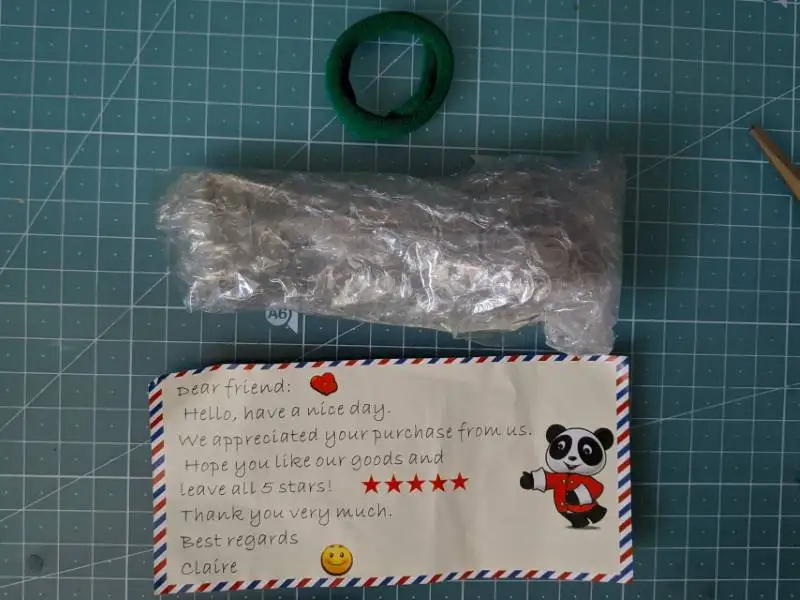 A6
Dear friend:
Hello, have a nice day.
We appreciated your purchase from us.
Hope you like our goods and
leave all 5 stars!
Thank you very much.
Best regards
Claire